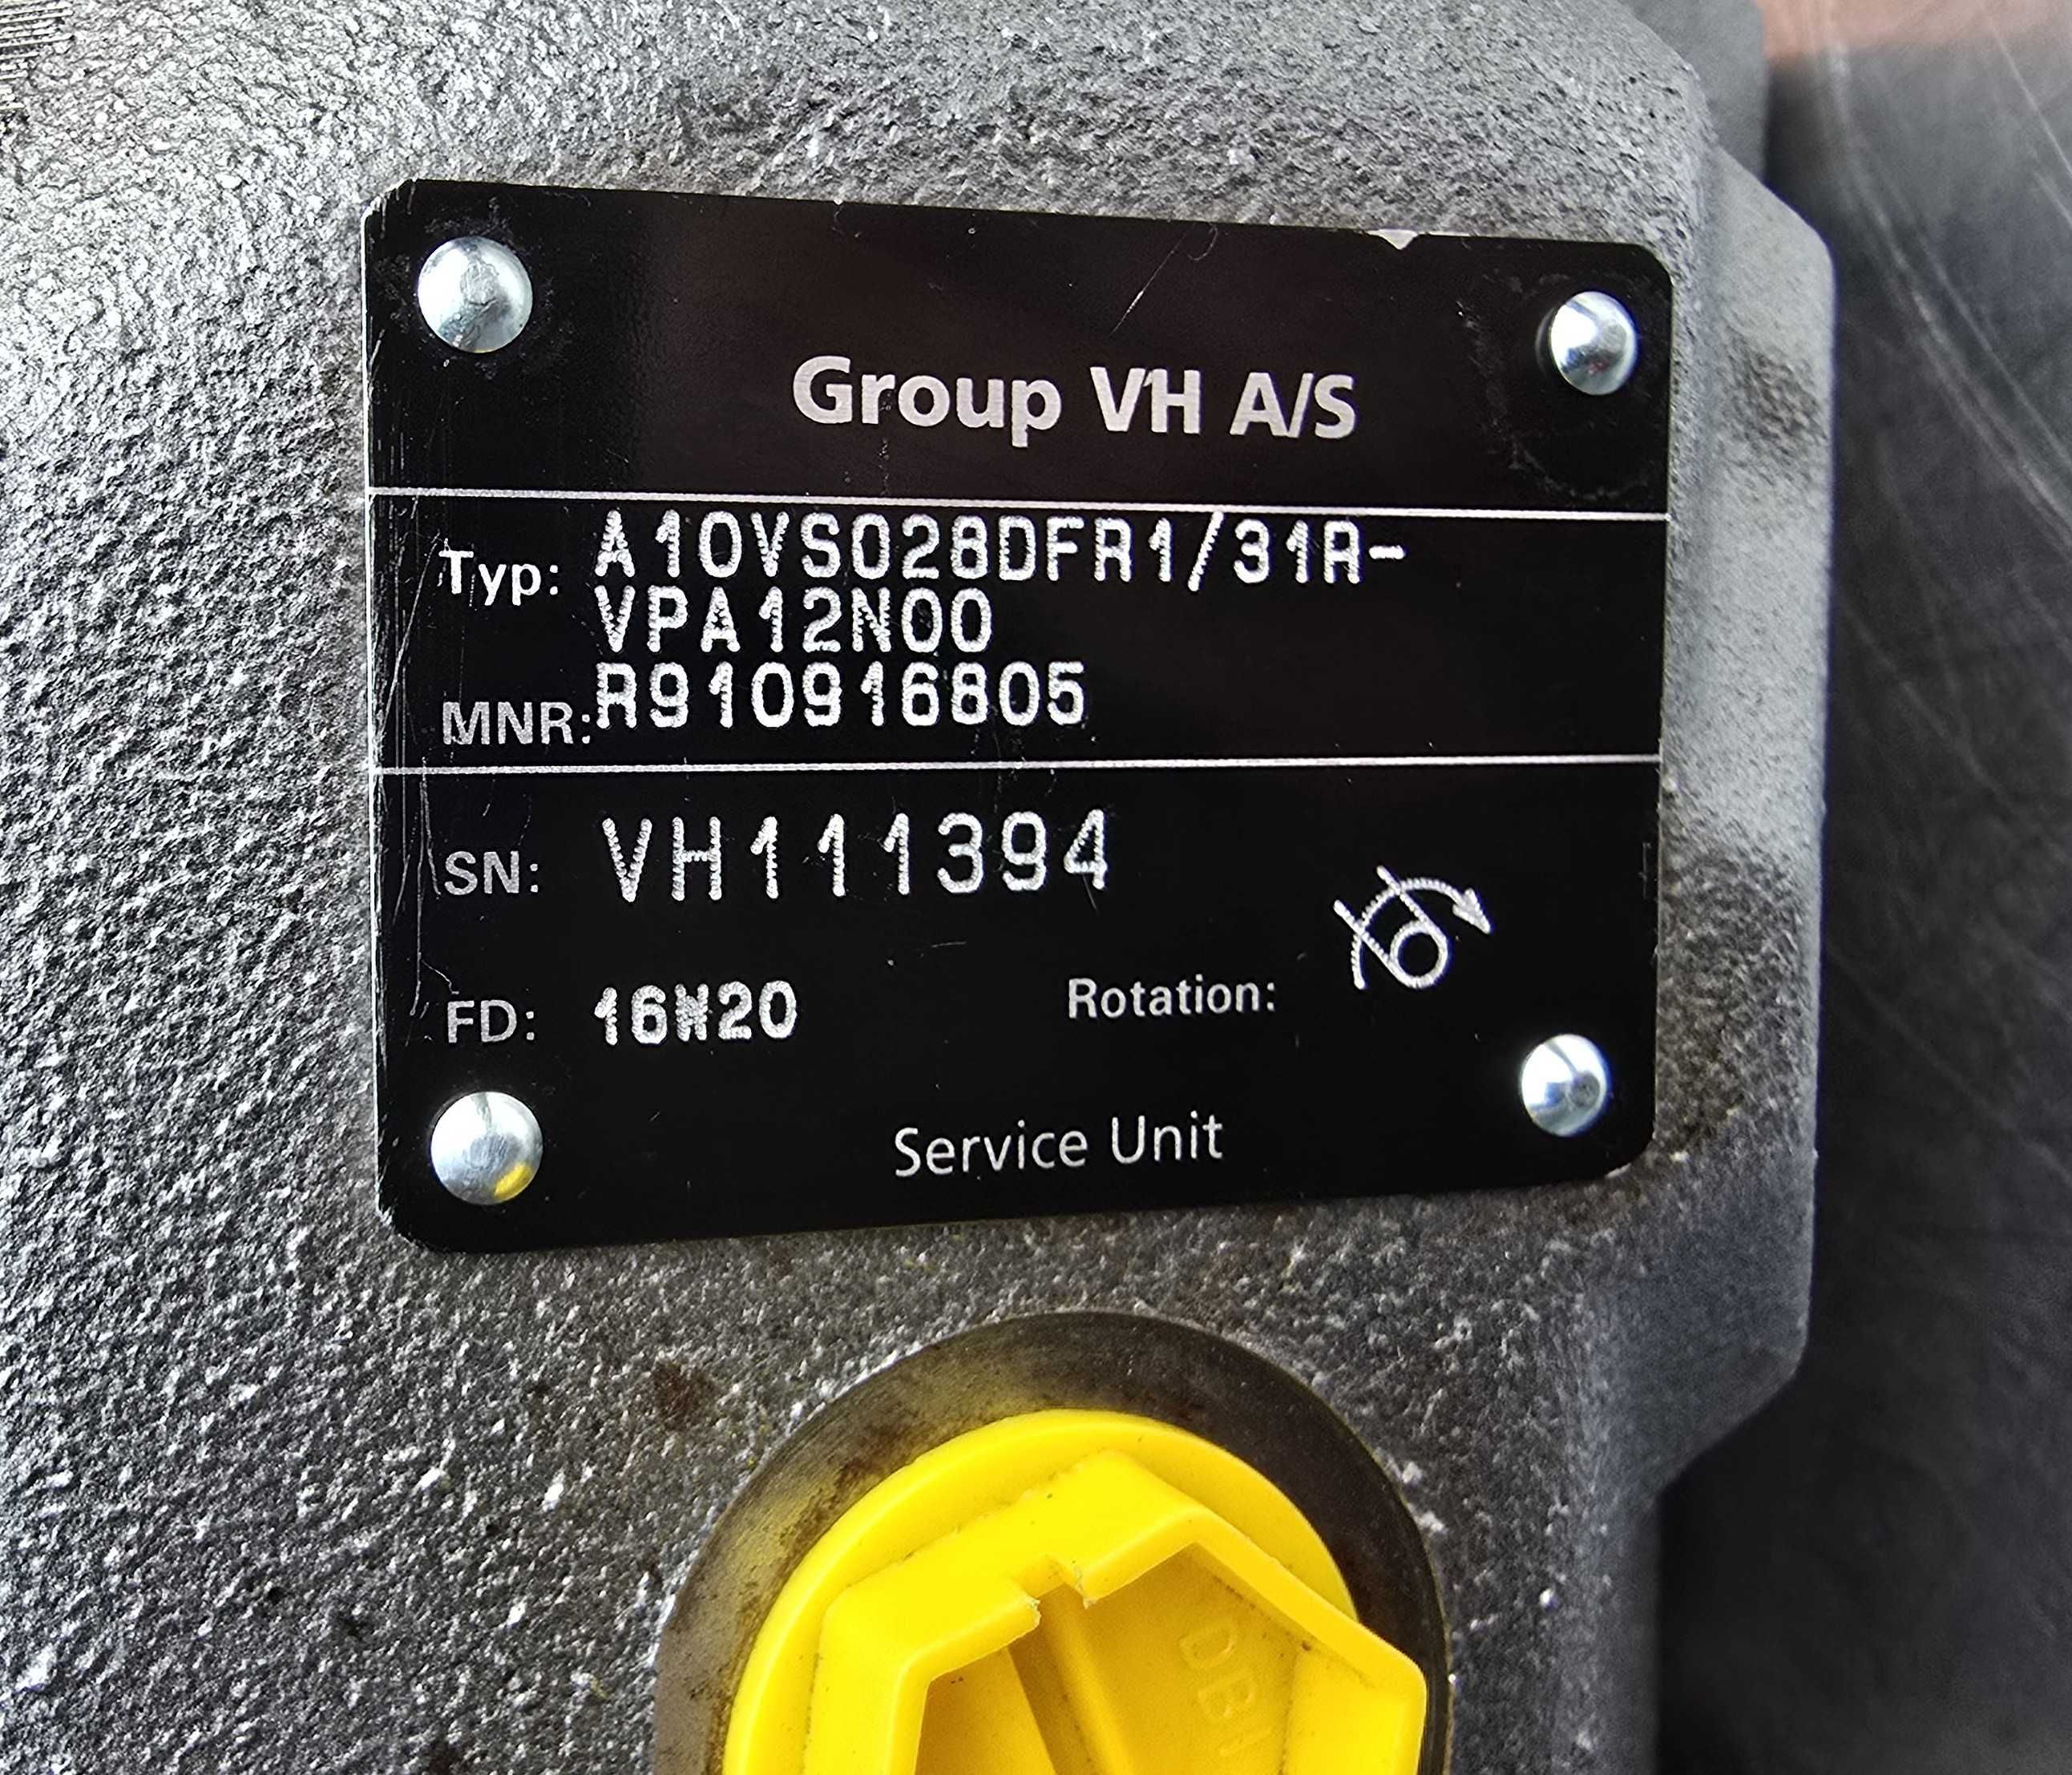 Group VH A/S
Typ: A10VSO28DFR1/31R-
VPA12N00
MNR: R910916805
SN: VH111394
FD: 16W20
Rotation:
Service Unit